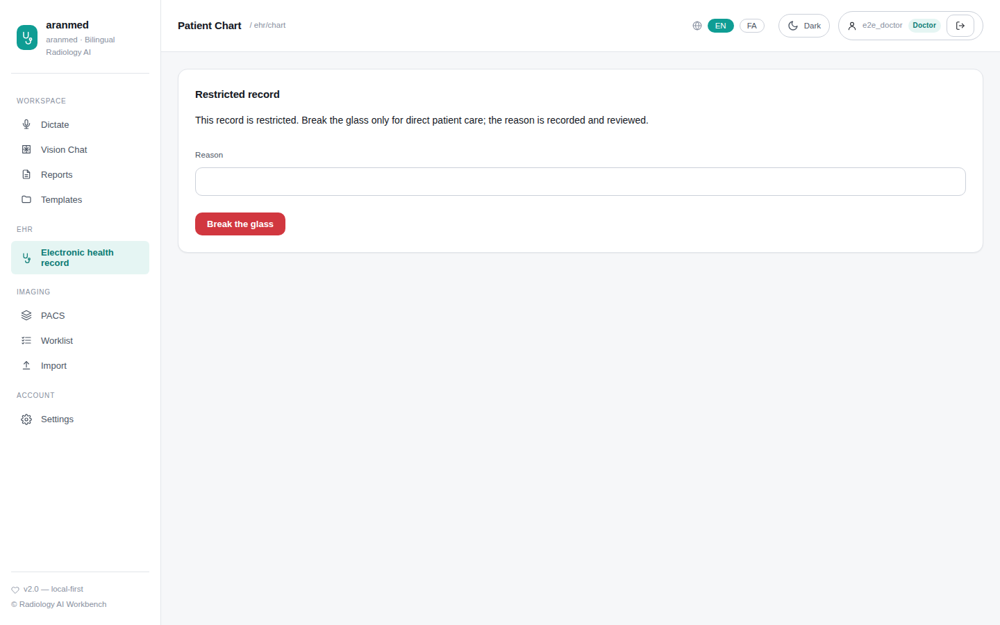 aranmed
aranmed · Bilingual
Radiology AI
WORKSPACE
Dictate
Vision Chat
Reports
Templates
EHR
Electronic health
record
IMAGING
PACS
Worklist
Import
ACCOUNT
Settings
v2.0 — local-first
© Radiology AI Workbench
Patient Chart / ehr/chart
EN FA Dark e2e_doctor Doctor
Restricted record
This record is restricted. Break the glass only for direct patient care; the reason is recorded and reviewed.
Reason
Break the glass